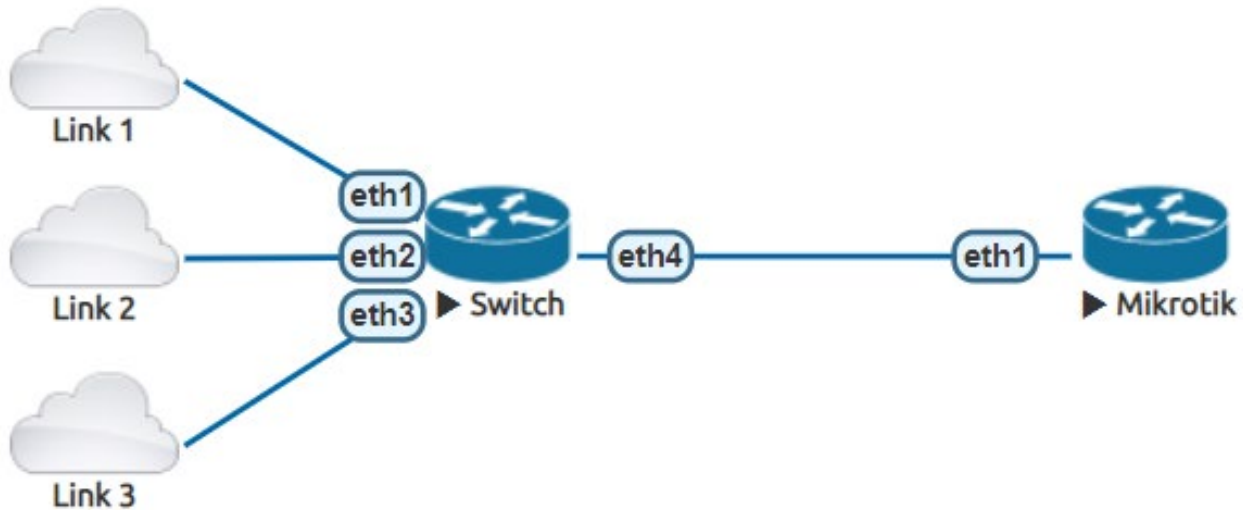 Link 1
eth1
Link 2
eth2
eth3
▶ Switch
eth4
eth1
▶ Mikrotik
Link 3